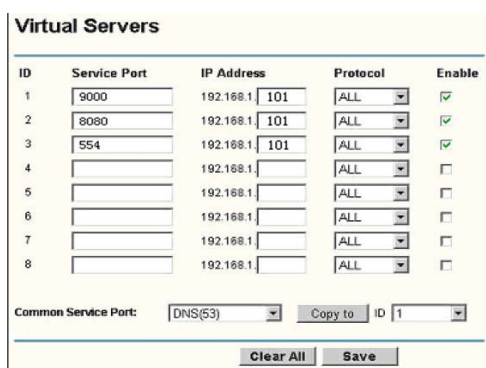 Virtual Servers
ID Service Port IP Address Protocol Enable
1 9000 192.168.1. 101 ALL
2 8080 192.168.1. 101 ALL
3 554 192.168.1. 101 ALL
4 192.168.1. ALL
5 192.168.1. ALL
6 192.168.1. ALL
7 192.168.1. ALL
8 192.168.1. ALL
Common Service Port: DNS(53) Copy to ID 1
Clear All Save